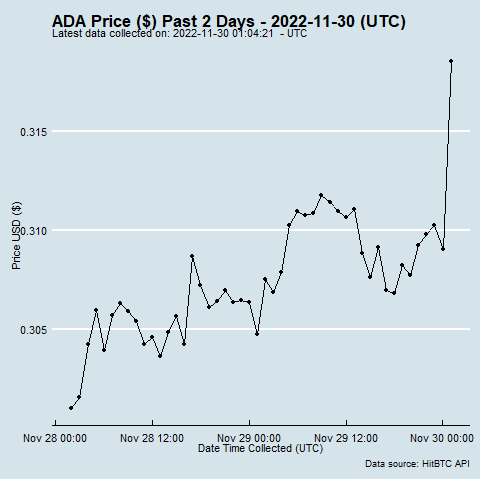 ADA Price ($) Past 2 Days - 2022-11-30 (UTC)
Latest data collected on: 2022-11-30 01:04:21  - UTC
0.315
0.310
0.305
Price USD ($)
Nov 28 00:00 Nov 28 12:00 Nov 29 00:00 Nov 29 12:00 Nov 30 00:00
Date Time Collected (UTC)
Data source: HitBTC API